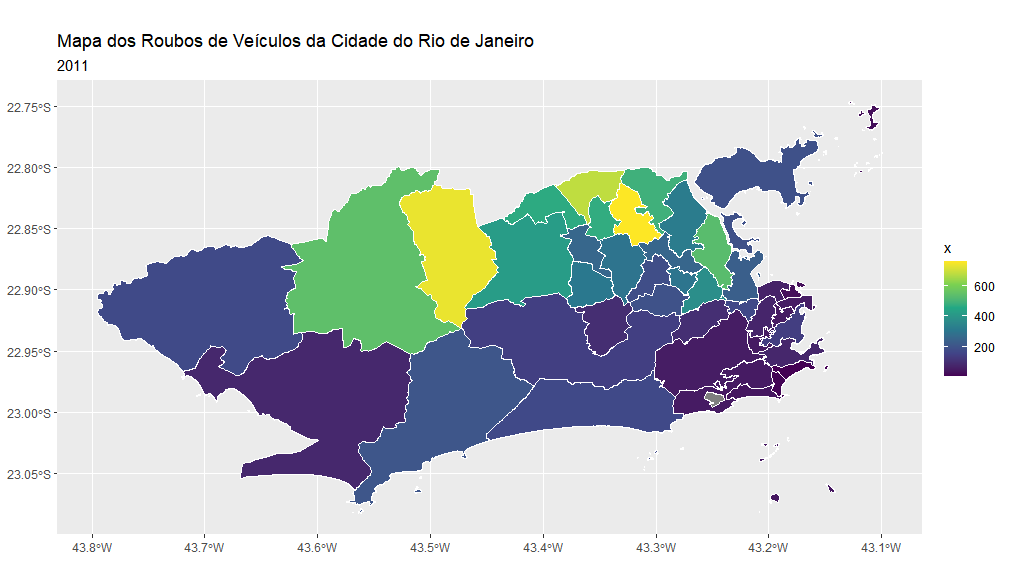 Mapa dos Roubos de Veículos da Cidade do Rio de Janeiro
2011
22.75°S
22.80°S
22.85°S
22.90°S
22.95°S
23.00°S
23.05°S
43.8°W
43.7°W
43.6°W
43.5°W
43.4°W
43.3°W
43.2°W
43.1°W
x
600
400
200